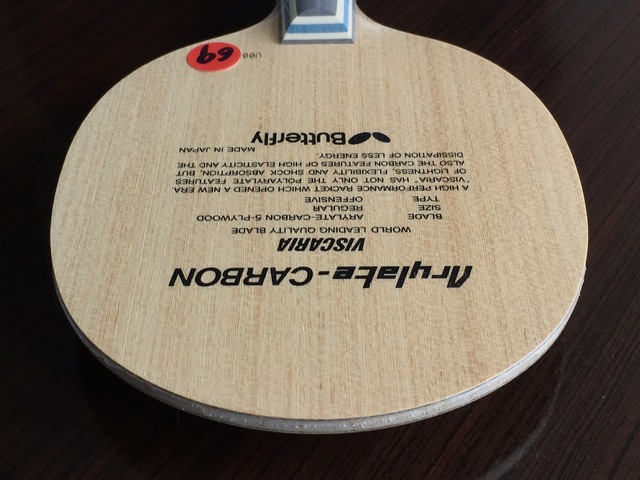 Arylate-CARBON
VISCARIA
WORLD LEADING QUALITY BLADE
BLADE ARYLATE-CARBON 5-PLYWOOD
SIZE REGULAR
TYPE OFFENSIVE
A HIGH PERFORMANCE RACKET WHICH OPENED A NEW ERA
"VISCARIA" HAS NOT THE ONLY THE POLYARYLATE FEATURES
OF LIGHTNESS, FLEXIBILITY AND SHOCK ABSORPTION, BUT
ALSO THE CARBON FEATURES OF HIGH ELASTICITY AND THE
DISSIPATION OF LESS ENERGY.
MADE IN JAPAN
Butterfly
69